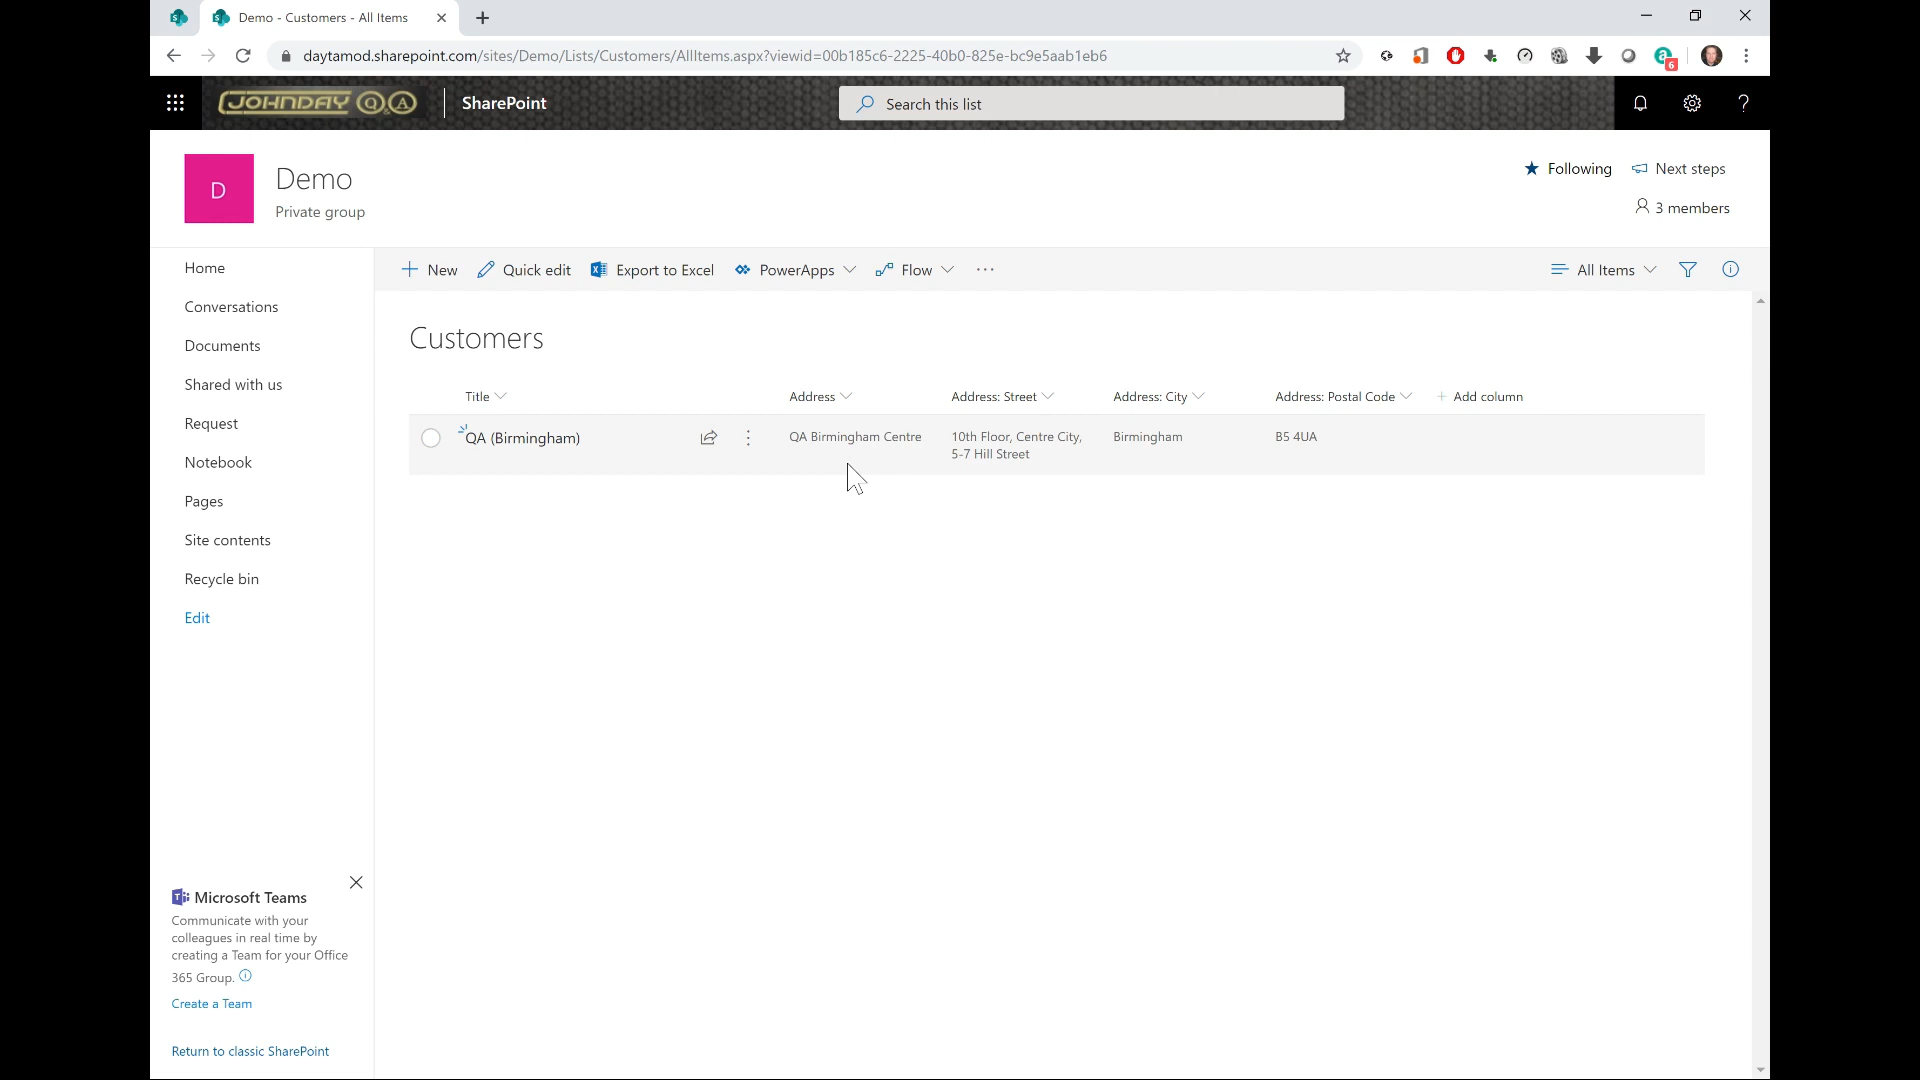 Demo - Customers - All Items
daytamod.sharepoint.com/sites/Demo/Lists/Customers/AllItems.aspx?viewid=00b185c6-2225-40b0-825e-bc9e5aab1eb6
6
JOHNDAY Q&A
SharePoint
Search this list
?
D
Demo
Private group
Following
Next steps
3 members
Home
Conversations
Documents
Shared with us
Request
Notebook
Pages
Site contents
Recycle bin
Edit
New
Quick edit
Export to Excel
PowerApps
Flow
All Items
Customers
Title
Address
Address: Street
Address: City
Address: Postal Code
Add column
QA (Birmingham)
QA Birmingham Centre
10th Floor, Centre City,
5-7 Hill Street
Birmingham
B5 4UA
Microsoft Teams
Communicate with your
colleagues in real time by
creating a Team for your Office
365 Group.
Create a Team
Return to classic SharePoint